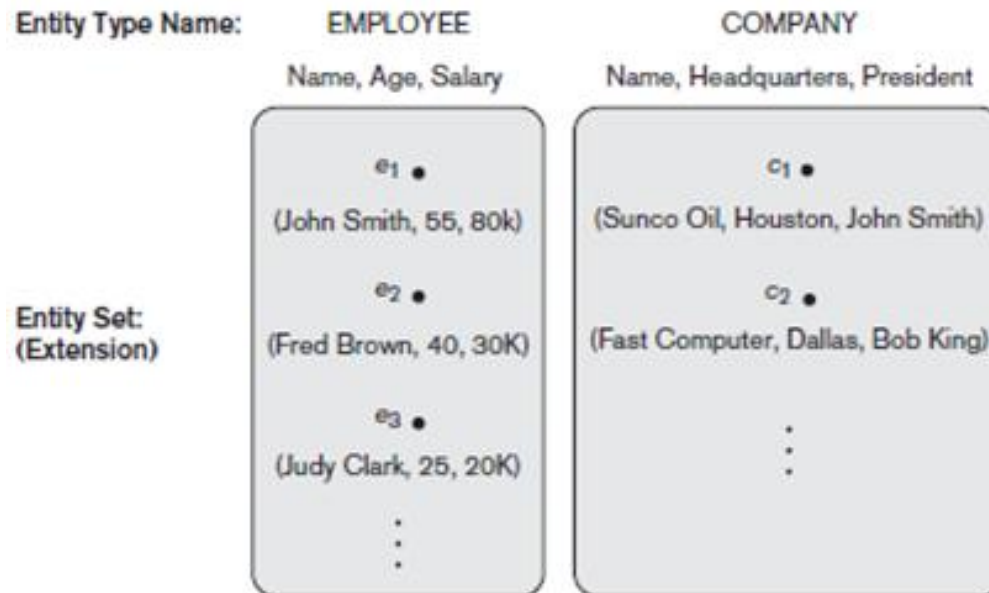 Entity Type Name: EMPLOYEE COMPANY
Name, Age, Salary Name, Headquarters, President
e1 • c1 •
(John Smith, 55, 80k) (Sunco Oil, Houston, John Smith)
e2 • c2 •
Entity Set:
(Extension) (Fred Brown, 40, 30K) (Fast Computer, Dallas, Bob King)
e3 •
(Judy Clark, 25, 20K)